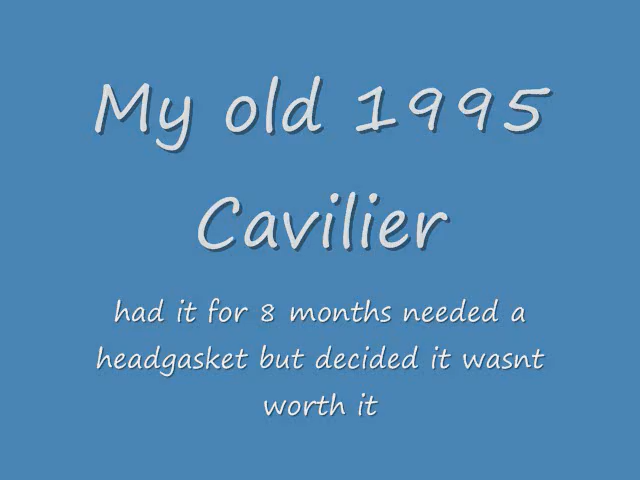 My old 1995
Cavilier
had it for 8 months needed a
headgasket but decided it wasnt
worth it